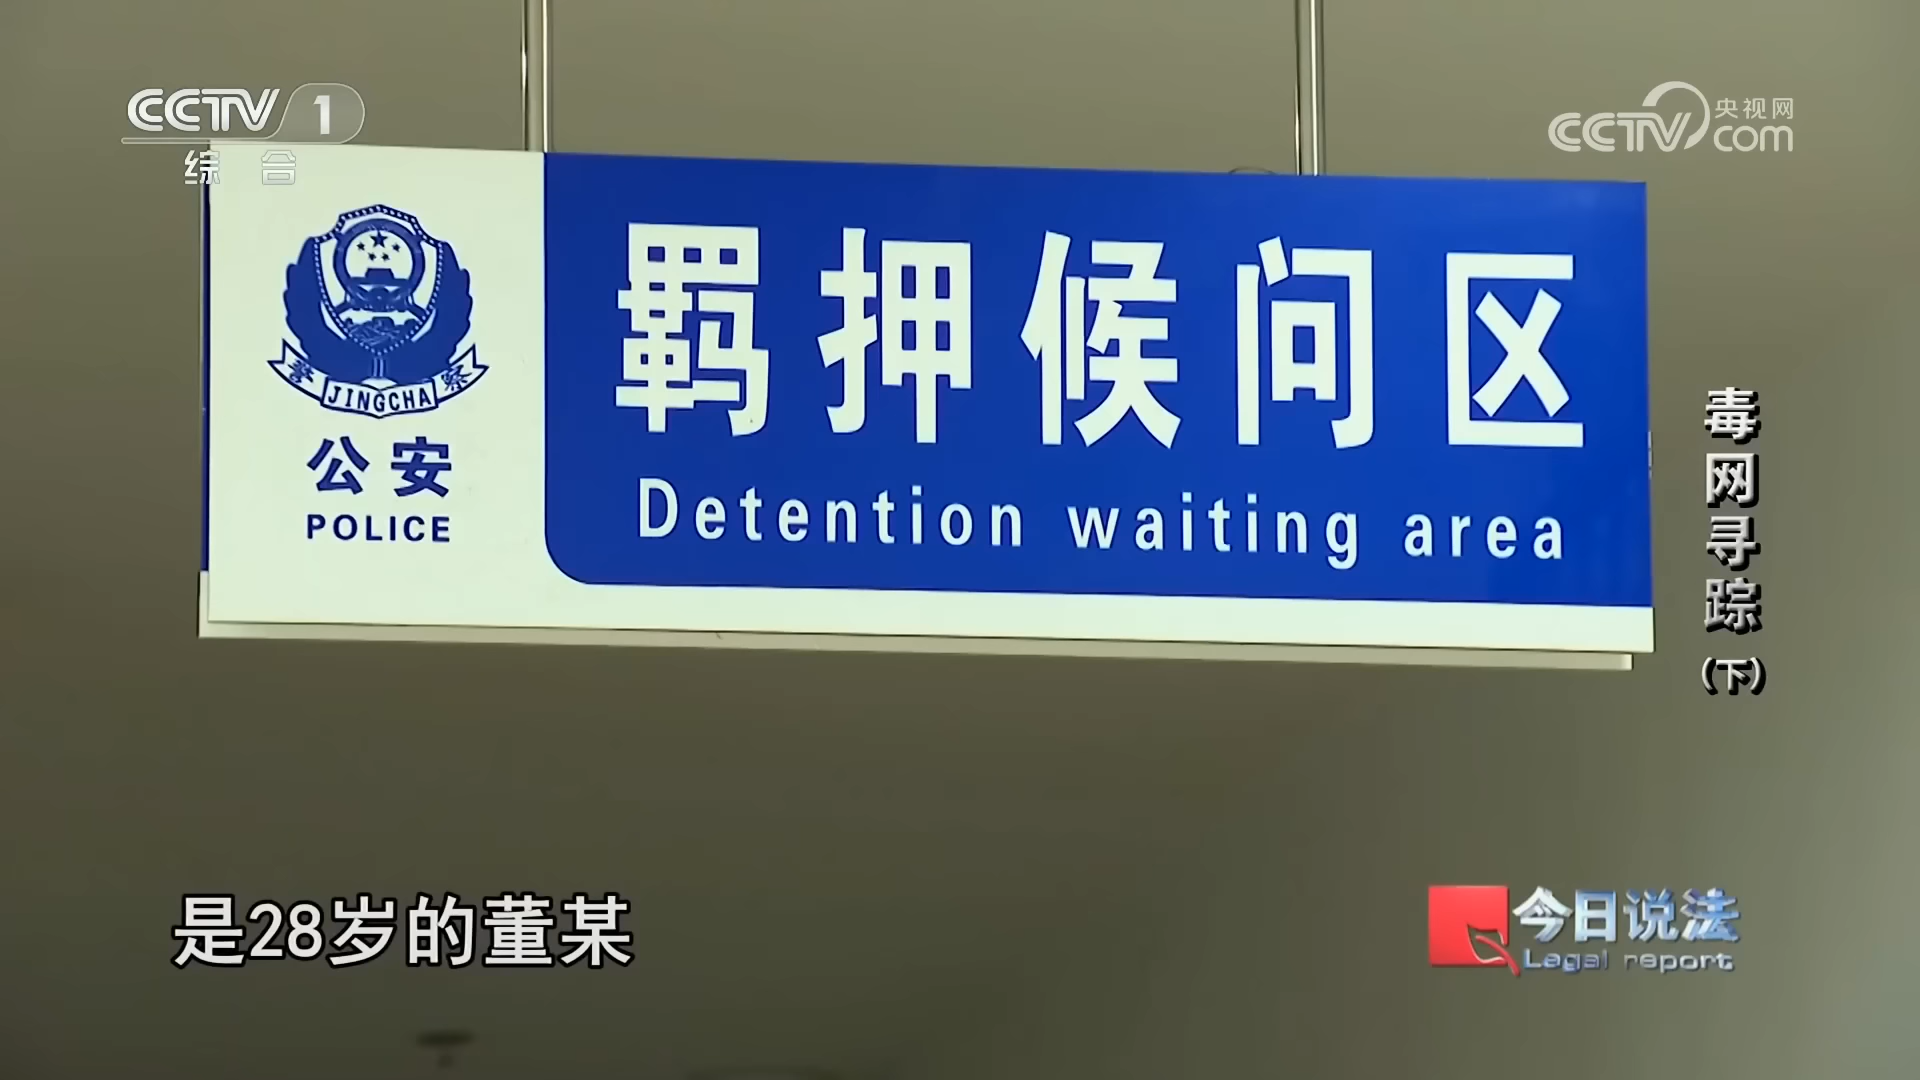 CCTV 1
综合
央视网
CCTV com
羁押候问区
Detention waiting area
警 JINGCHA 察
公安
POLICE
毒网寻踪(下)
是28岁的董某
今日说法
Legal report